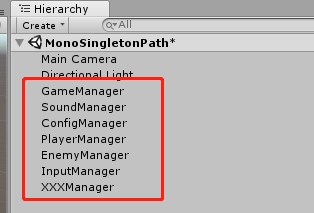 Hierarchy
Create All
MonoSingletonPath*
Main Camera
Directional Light
GameManager
SoundManager
ConfigManager
PlayerManager
EnemyManager
InputManager
XXXManager